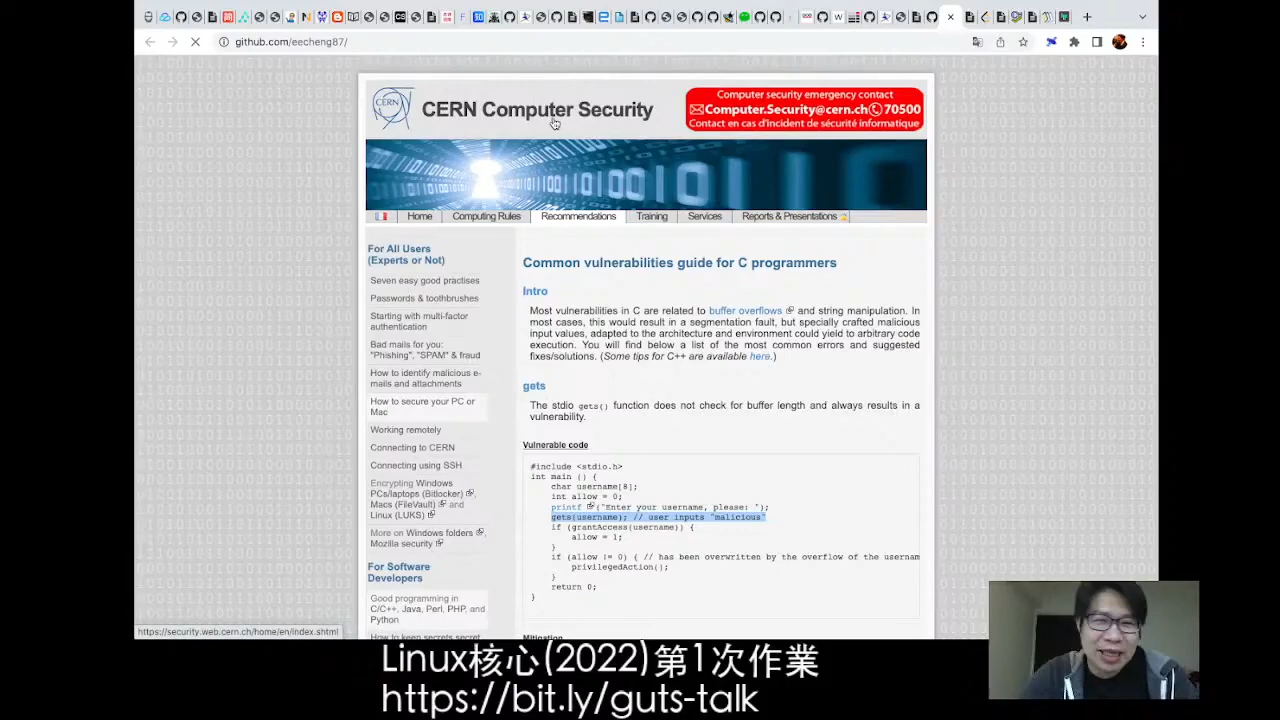 github.com/eecheng87/
CERN
CERN Computer Security
Computer security emergency contact
Computer.Security@cern.ch 70500
Contact en cas d'incident de sécurité informatique
Home
Computing Rules
Recommendations
Training
Services
Reports & Presentations
For All Users
(Experts or Not)
Seven easy good practises
Passwords & toothbrushes
Starting with multi-factor
authentication
Bad mails for you:
"Phishing", "SPAM" & fraud
How to identify malicious e-
mails and attachments
How to secure your PC or
Mac
Working remotely
Connecting to CERN
Connecting using SSH
Encrypting Windows
PCs/laptops (Bitlocker),
Macs (FileVault) and
Linux (LUKS)
More on Windows folders,
Mozilla security
For Software
Developers
Good programming in
C/C++, Java, Perl, PHP, and
Python
How to keep secrets secret
Common vulnerabilities guide for C programmers
Intro
Most vulnerabilities in C are related to buffer overflows and string manipulation. In
most cases, this would result in a segmentation fault, but specially crafted malicious
input values, adapted to the architecture and environment could yield to arbitrary code
execution. You will find below a list of the most common errors and suggested
fixes/solutions. (Some tips for C++ are available here.)
gets
The stdio gets() function does not check for buffer length and always results in a
vulnerability.
Vulnerable code
#include <stdio.h>
int main () {
char username[8];
int allow = 0;
printf ("Enter your username, please: ");
gets(username); // user inputs "malicious"
if (grantAccess(username)) {
allow = 1;
}
if (allow != 0) { // has been overwritten by the overflow of the usernam
privilegedAction();
}
return 0;
}
Mitigation
https://security.web.cern.ch/home/en/index.shtml
Linux核心(2022)第1次作業
https://bit.ly/guts-talk